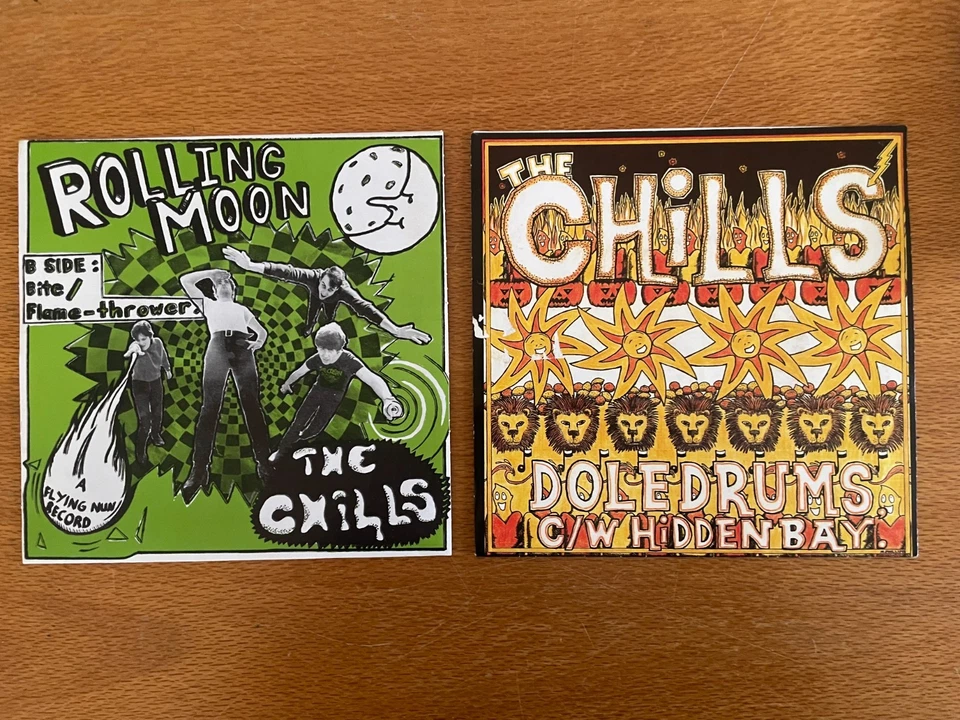 ROLLING
MOON
B SIDE:
Bite/
Flame-thrower.
A
FLYING NUN
RECORD
THE
CHiLLS
THE
CHiLLS
DOLEDRUMS
C/W HiDDEN BAY.